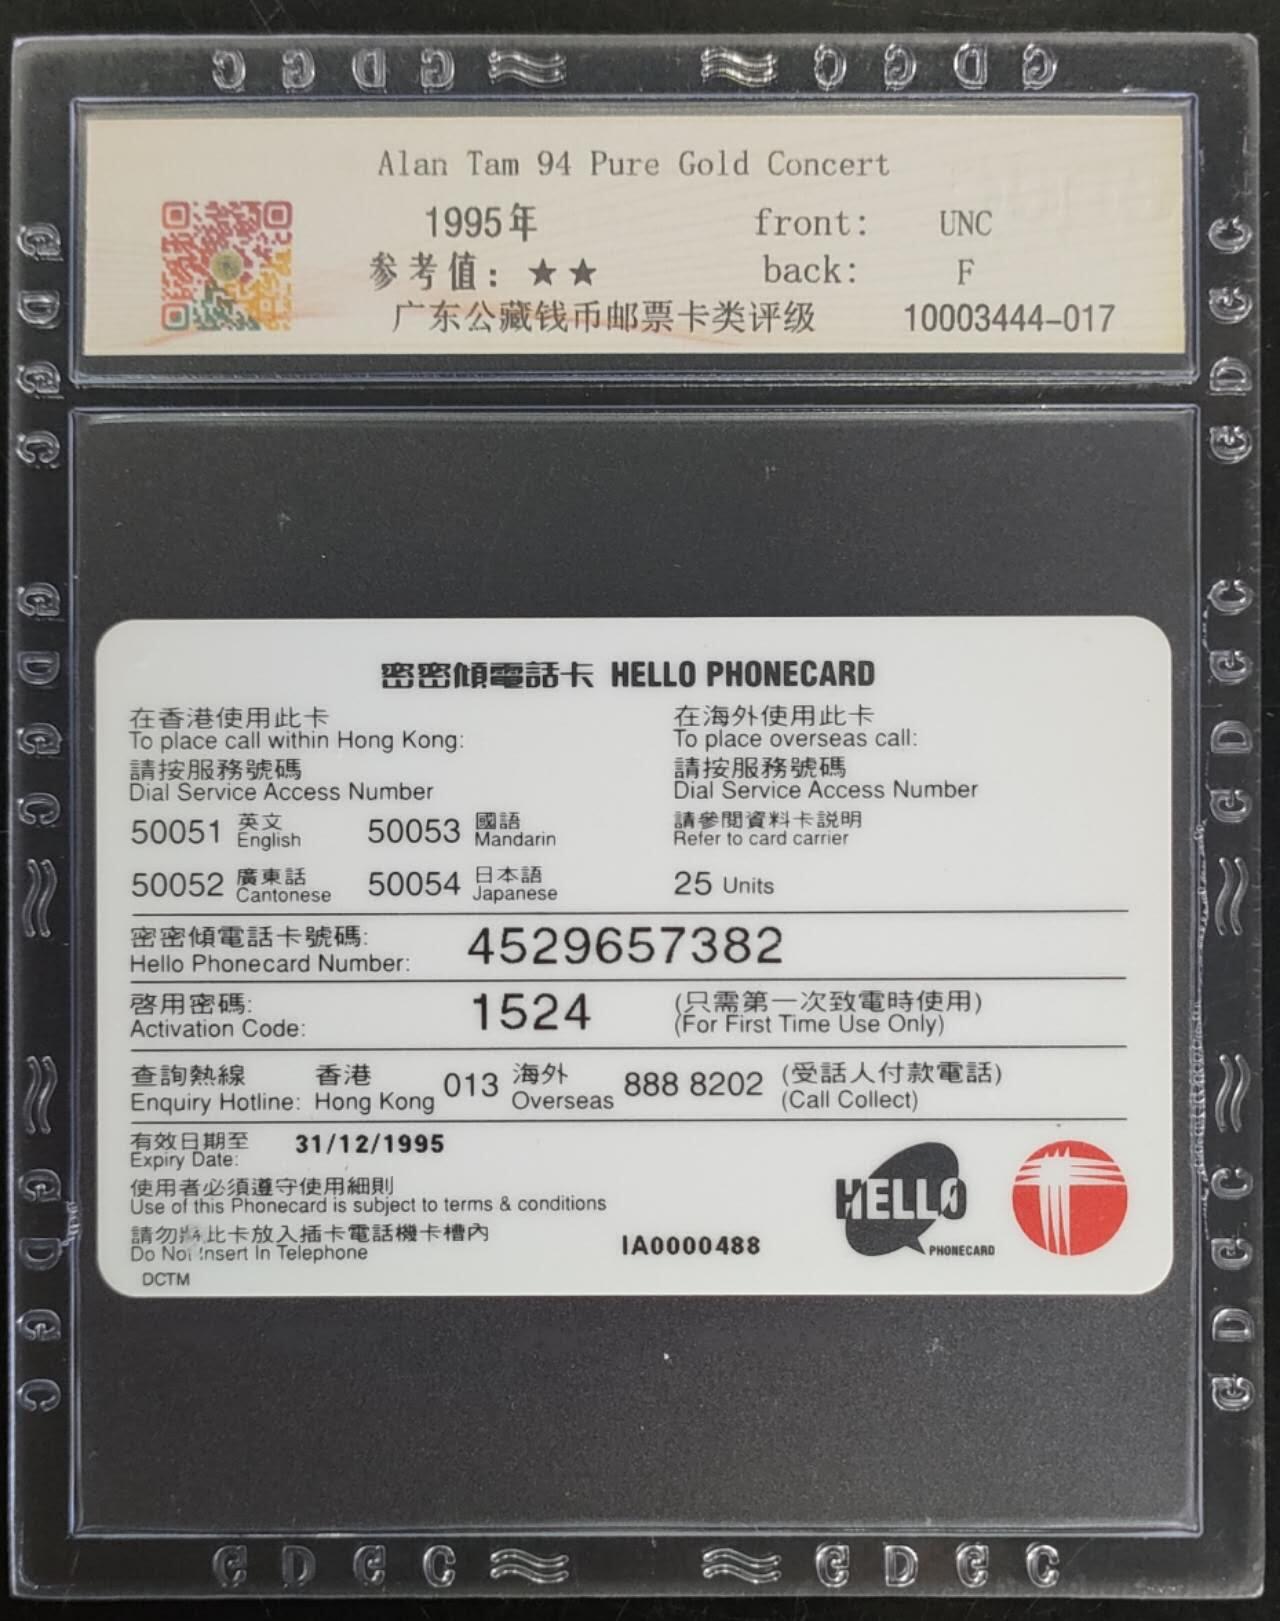 GDGC
GDGC
Alan Tam 94 Pure Gold Concert
1995年
front: UNC
参考值：★★
back: F
广东公藏钱币邮票卡类评级
10003444-017
密密傾電話卡 HELLO PHONECARD
在香港使用此卡
To place call within Hong Kong:
請按服務號碼
Dial Service Access Number
50051 英文 English
50053 國語 Mandarin
50052 廣東話 Cantonese
50054 日本語 Japanese
在海外使用此卡
To place overseas call:
請按服務號碼
Dial Service Access Number
請參閱資料卡説明
Refer to card carrier
25 Units
密密傾電話卡號碼:
Hello Phonecard Number:
4529657382
啓用密碼:
Activation Code:
1524
(只需第一次致電時使用)
(For First Time Use Only)
查詢熱線
Enquiry Hotline:
香港
Hong Kong
013
海外
Overseas
888 8202
(受話人付款電話)
(Call Collect)
有效日期至
Expiry Date:
31/12/1995
使用者必須遵守使用細則
Use of this Phonecard is subject to terms & conditions
請勿將此卡放入插卡電話機卡槽內
Do Not Insert In Telephone
DCTM
IA0000488
HELLO
PHONECARD
GDGC
GDGC